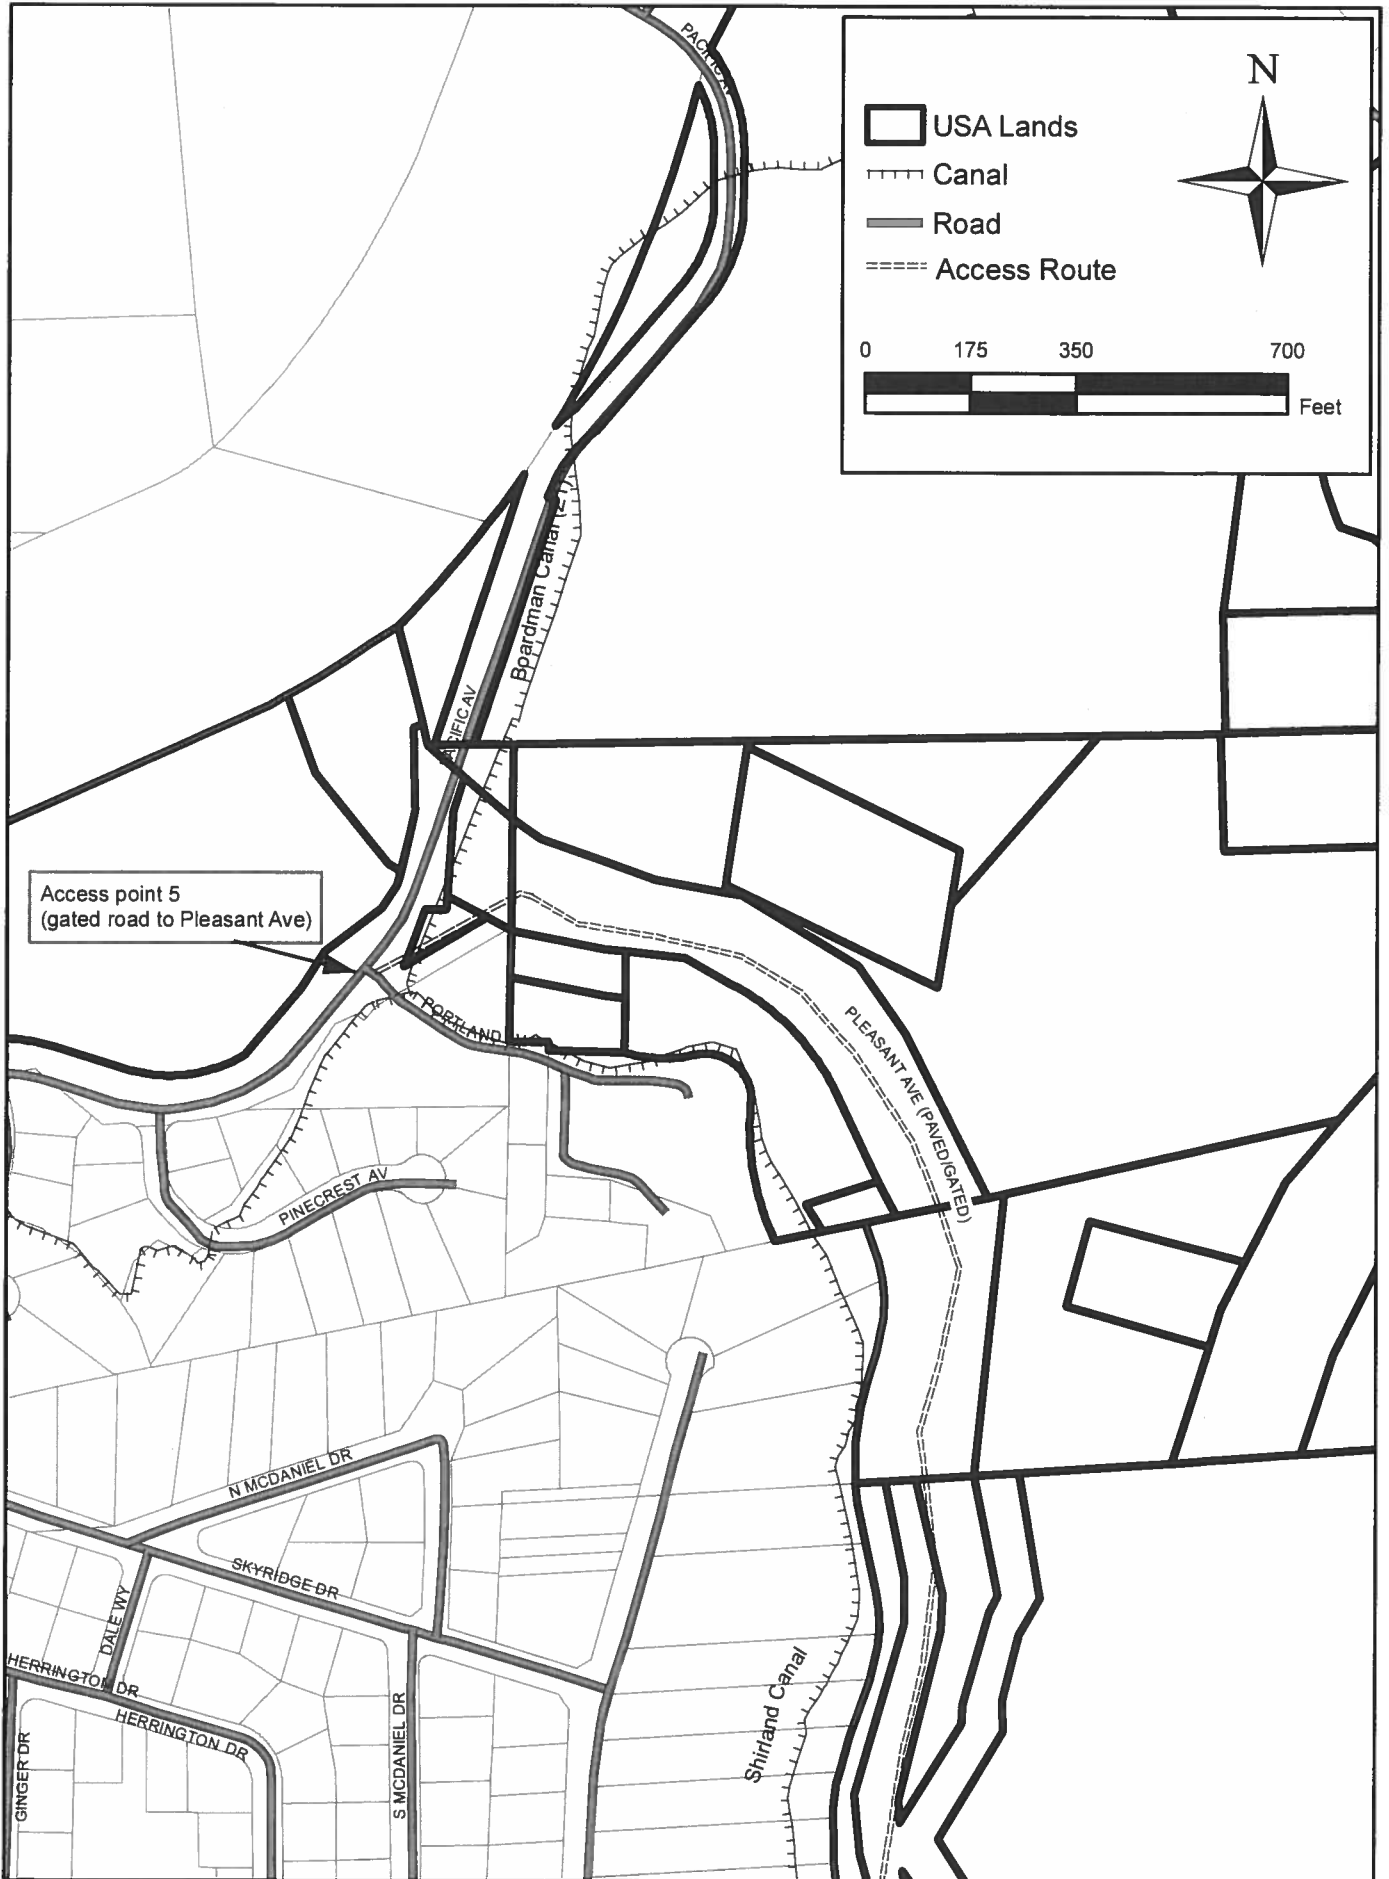 PACIFIC AV
N
USA Lands
Canal
Road
Access Route
0 175 350 700
Feet
Boardman Canal (21)
PACIFIC AV
Access point 5
(gated road to Pleasant Ave)
PORTLAND
PLEASANT AVE (PAVED/GATED)
PINECREST AV
N MCDANIEL DR
SKYRIDGE DR
DALE WY
HERRINGTON DR
HERRINGTON DR
GINGER DR
S MCDANIEL DR
Shirland Canal